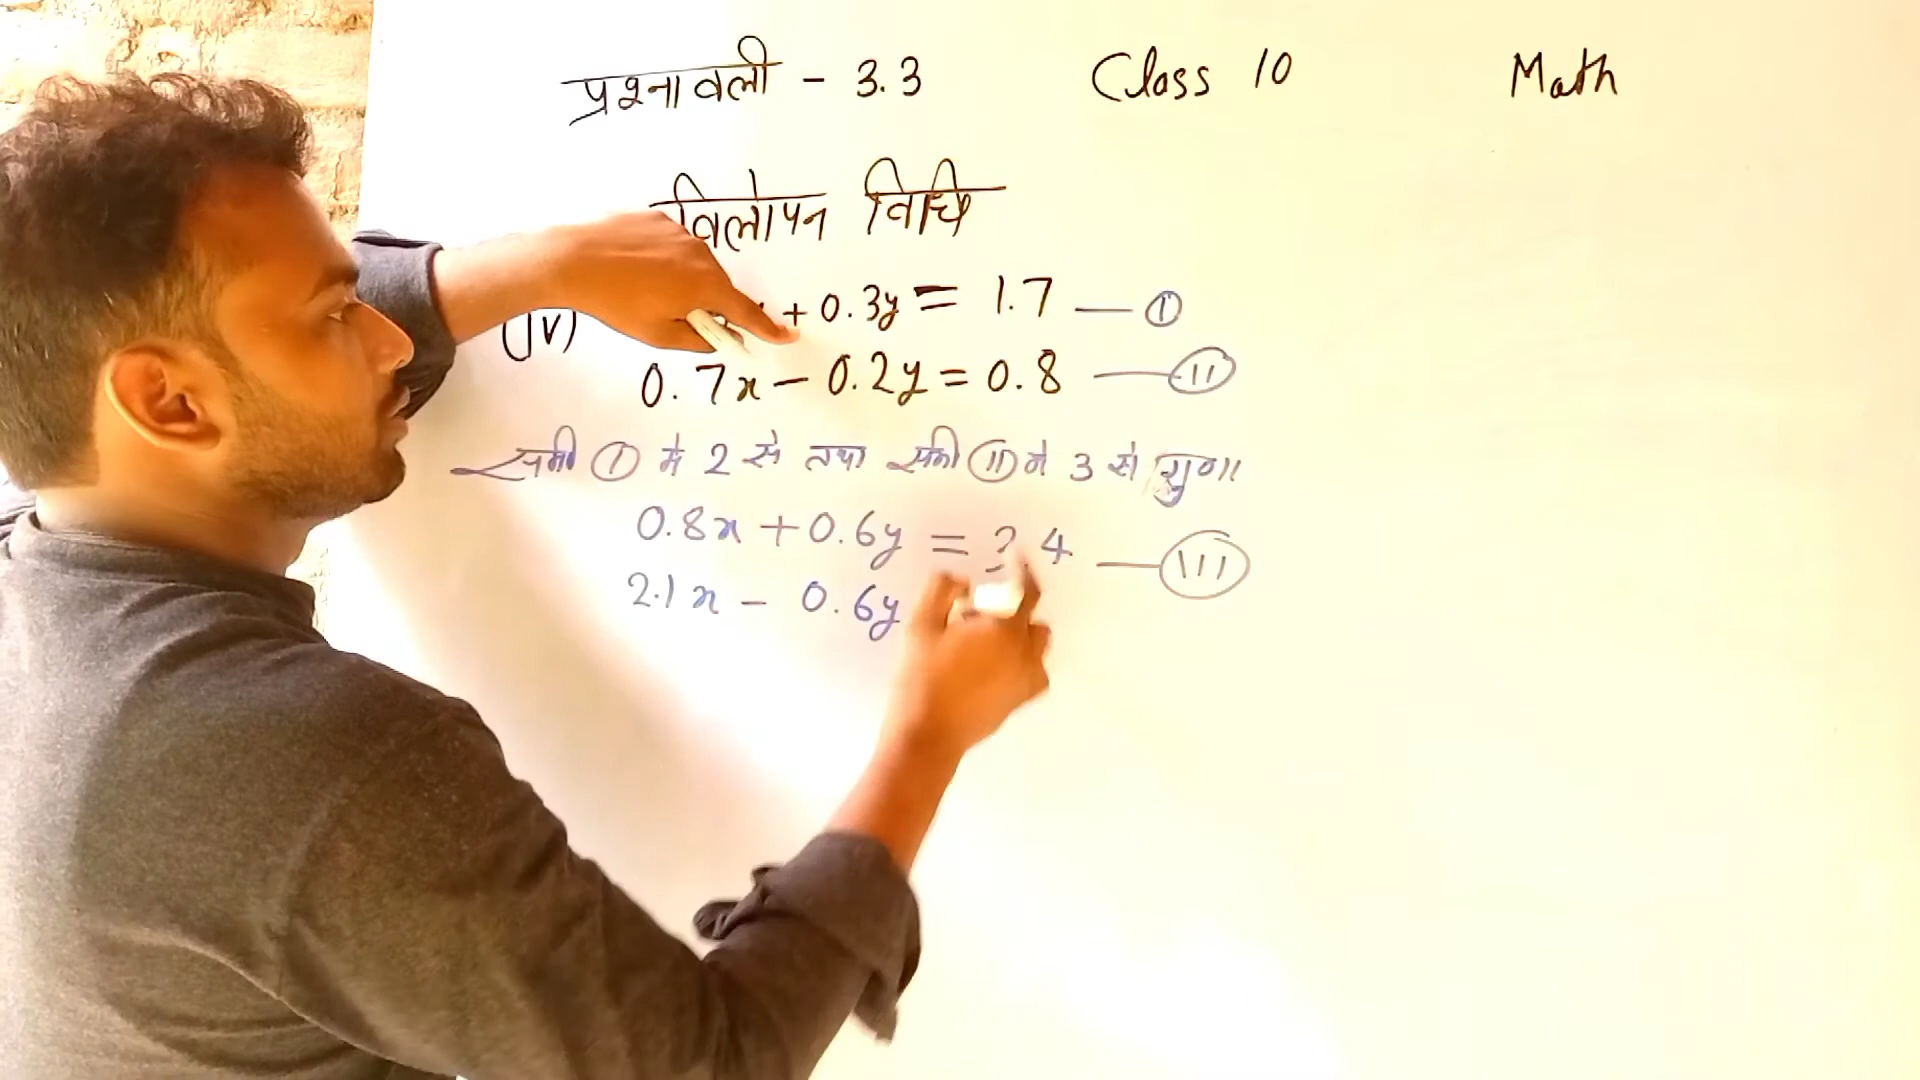 प्रश्नावली - 3.3 Class 10 Math
विलोपन विधि
(iv) + 0.3y = 1.7 — (I)
0.7x - 0.2y = 0.8 — (II)
समी (I) में 2 से तथा समी (II) में 3 से गुणा
0.8x + 0.6y = 3.4 — (III)
2.1x - 0.6y